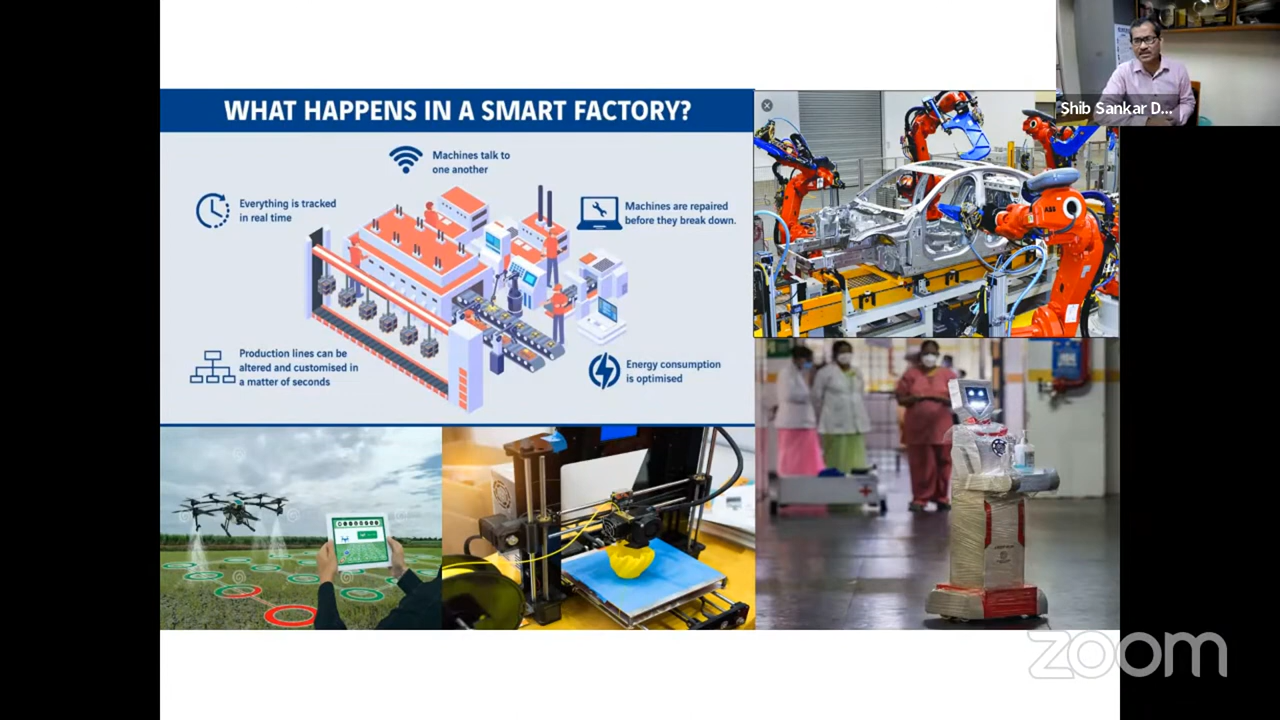 WHAT HAPPENS IN A SMART FACTORY?
Machines talk to
one another
Everything is tracked
in real time
Machines are repaired
before they break down.
Production lines can be
altered and customised in
a matter of seconds
Energy consumption
is optimised
ABB
Shib Sankar D...
zoom